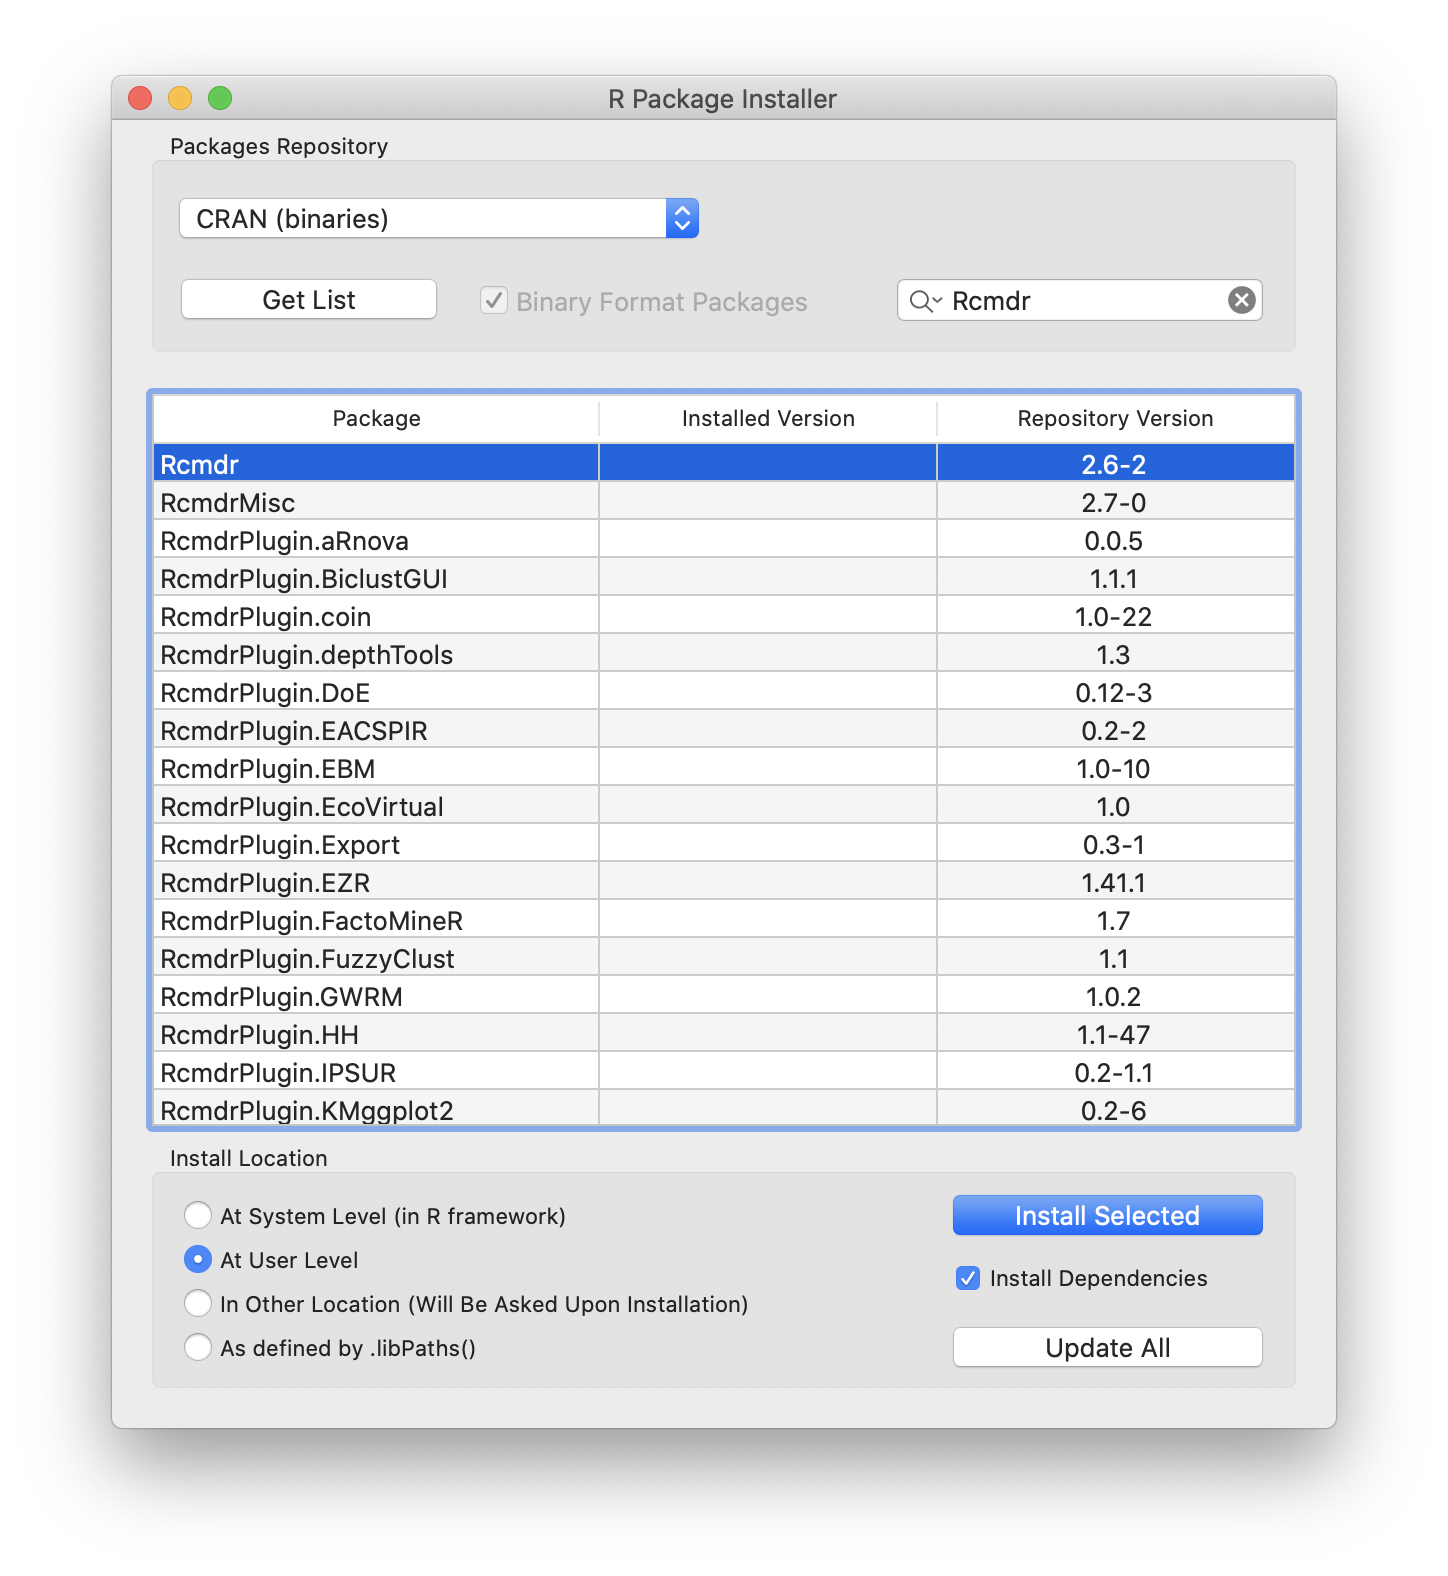 R Package Installer
Packages Repository
CRAN (binaries)
Get List Binary Format Packages Rcmdr
Package Installed Version Repository Version
Rcmdr 2.6-2
RcmdrMisc 2.7-0
RcmdrPlugin.aRnova 0.0.5
RcmdrPlugin.BiclustGUI 1.1.1
RcmdrPlugin.coin 1.0-22
RcmdrPlugin.depthTools 1.3
RcmdrPlugin.DoE 0.12-3
RcmdrPlugin.EACSPIR 0.2-2
RcmdrPlugin.EBM 1.0-10
RcmdrPlugin.EcoVirtual 1.0
RcmdrPlugin.Export 0.3-1
RcmdrPlugin.EZR 1.41.1
RcmdrPlugin.FactoMineR 1.7
RcmdrPlugin.FuzzyClust 1.1
RcmdrPlugin.GWRM 1.0.2
RcmdrPlugin.HH 1.1-47
RcmdrPlugin.IPSUR 0.2-1.1
RcmdrPlugin.KMggplot2 0.2-6
Install Location
At System Level (in R framework) Install Selected
At User Level
Install Dependencies
In Other Location (Will Be Asked Upon Installation)
As defined by .libPaths() Update All